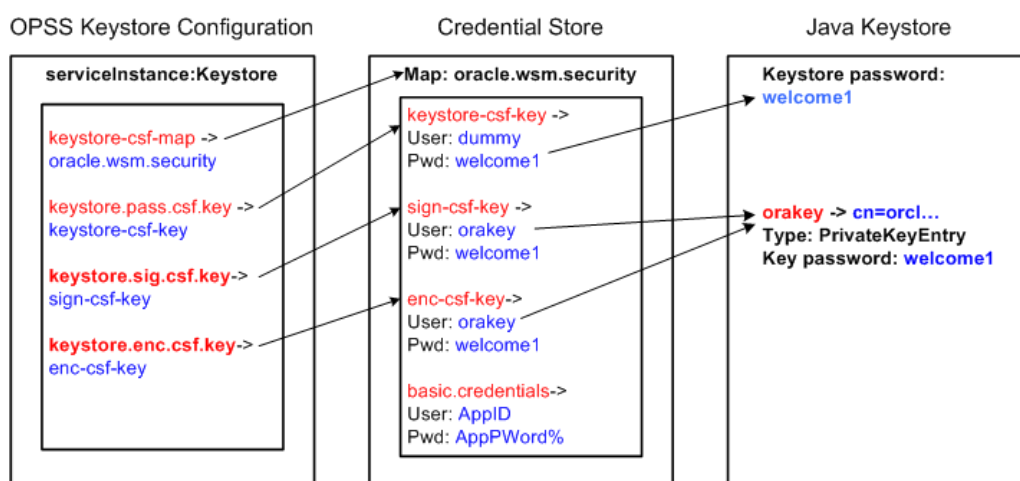 OPSS Keystore Configuration
serviceInstance:Keystore
keystore-csf-map ->
oracle.wsm.security
keystore.pass.csf.key->
keystore-csf-key
keystore.sig.csf.key->
sign-csf-key
keystore.enc.csf.key->
enc-csf-key
Credential Store
Map: oracle.wsm.security
keystore-csf-key ->
User: dummy
Pwd: welcome1
sign-csf-key ->
User: orakey
Pwd: welcome1
enc-csf-key->
User: orakey
Pwd: welcome1
basic.credentials->
User: AppID
Pwd: AppPWord%
Java Keystore
Keystore password:
welcome1
orakey -> cn=orcl...
Type: PrivateKeyEntry
Key password: welcome1